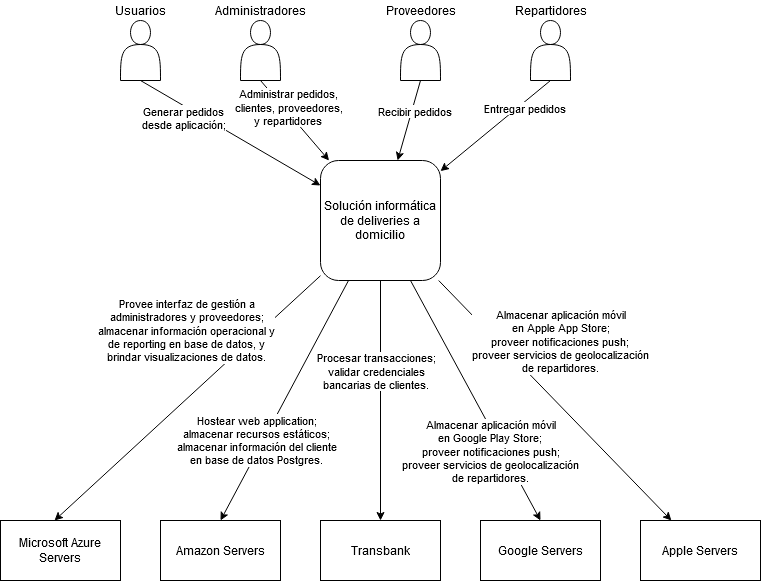 Usuarios
Administradores
Proveedores
Repartidores
Generar pedidos
desde aplicación;
Administrar pedidos,
clientes, proveedores,
y repartidores
Recibir pedidos
Entregar pedidos
Solución informática
de deliveries a
domicilio
Provee interfaz de gestión a
administradores y proveedores;
almacenar información operacional y
de reporting en base de datos, y
brindar visualizaciones de datos.
Hostear web application;
almacenar recursos estáticos;
almacenar información del cliente
en base de datos Postgres.
Procesar transacciones;
validar credenciales
bancarias de clientes.
Almacenar aplicación móvil
en Google Play Store;
proveer notificaciones push;
proveer servicios de geolocalización
de repartidores.
Almacenar aplicación móvil
en Apple App Store;
proveer notificaciones push;
proveer servicios de geolocalización
de repartidores.
Microsoft Azure
Servers
Amazon Servers
Transbank
Google Servers
Apple Servers